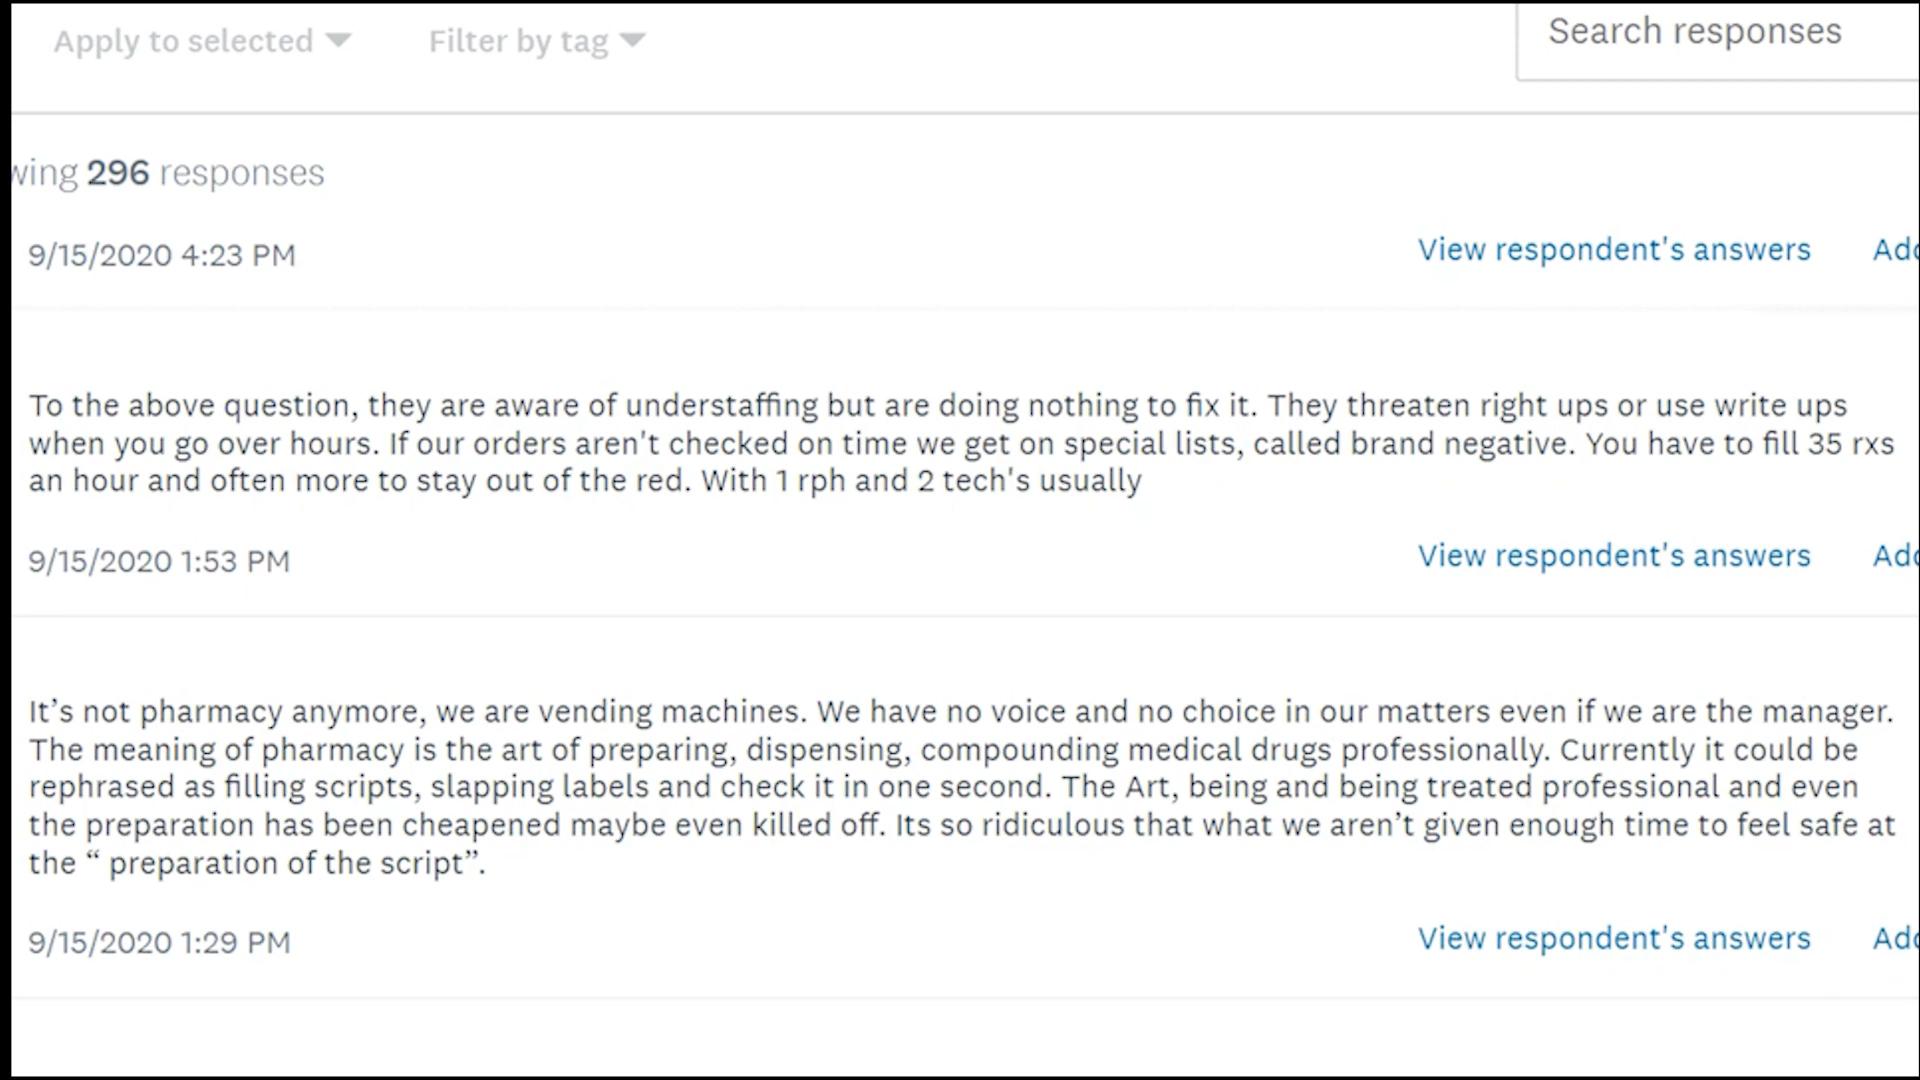 Apply to selected Filter by tag Search responses
wing 296 responses
9/15/2020 4:23 PM View respondent's answers Add
To the above question, they are aware of understaffing but are doing nothing to fix it. They threaten right ups or use write ups
when you go over hours. If our orders aren't checked on time we get on special lists, called brand negative. You have to fill 35 rxs
an hour and often more to stay out of the red. With 1 rph and 2 tech's usually
9/15/2020 1:53 PM View respondent's answers Add
It’s not pharmacy anymore, we are vending machines. We have no voice and no choice in our matters even if we are the manager.
The meaning of pharmacy is the art of preparing, dispensing, compounding medical drugs professionally. Currently it could be
rephrased as filling scripts, slapping labels and check it in one second. The Art, being and being treated professional and even
the preparation has been cheapened maybe even killed off. Its so ridiculous that what we aren’t given enough time to feel safe at
the “ preparation of the script”.
9/15/2020 1:29 PM View respondent's answers Add